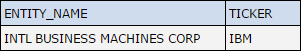 ENTITY_NAME TICKER
INTL BUSINESS MACHINES CORP IBM